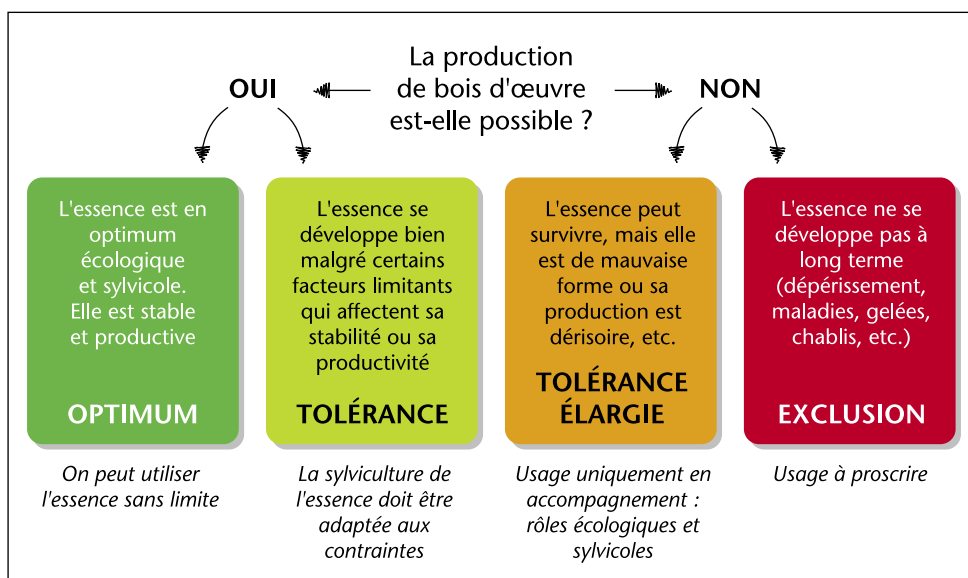 La production
de bois d'œuvre
est-elle possible ?
OUI
NON
L'essence est en
optimum
écologique
et sylvicole.
Elle est stable
et productive
OPTIMUM
On peut utiliser
l'essence sans limite
L'essence se
développe bien
malgré certains
facteurs limitants
qui affectent sa
stabilité ou sa
productivité
TOLÉRANCE
La sylviculture de
l'essence doit être
adaptée aux
contraintes
L'essence peut
survivre, mais elle
est de mauvaise
forme ou sa
production est
dérisoire, etc.
TOLÉRANCE
ÉLARGIE
Usage uniquement en
accompagnement :
rôles écologiques et
sylvicoles
L'essence ne se
développe pas à
long terme
(dépérissement,
maladies, gelées,
chablis, etc.)
EXCLUSION
Usage à proscrire